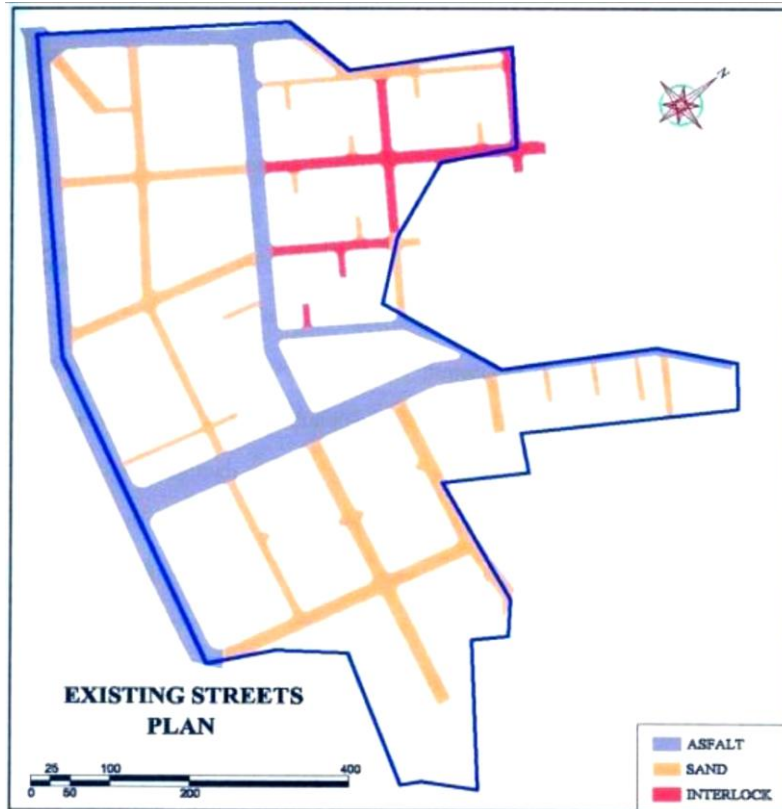 N
EXISTING STREETS
PLAN
25 100 400
0 50 200
ASFALT
SAND
INTERLOCK